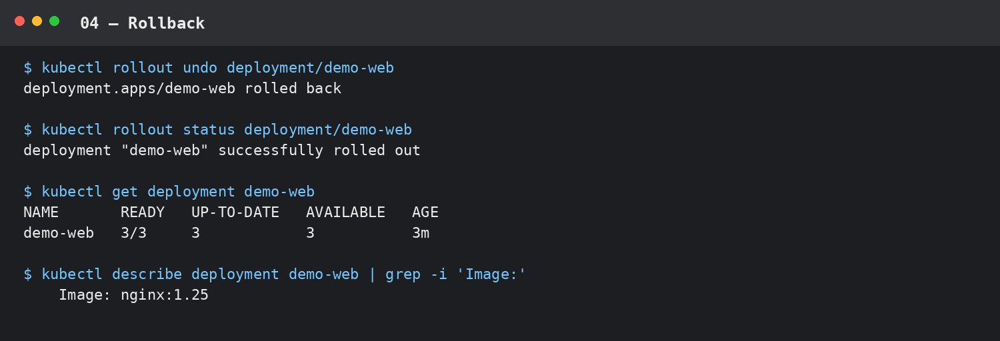 04 — Rollback
$ kubectl rollout undo deployment/demo-web
deployment.apps/demo-web rolled back
$ kubectl rollout status deployment/demo-web
deployment "demo-web" successfully rolled out
$ kubectl get deployment demo-web
NAME       READY   UP-TO-DATE   AVAILABLE   AGE
demo-web   3/3     3            3           3m
$ kubectl describe deployment demo-web | grep -i 'Image:'
    Image: nginx:1.25